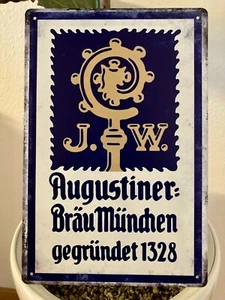 J. W.
Augustiner-
Bräu München
gegründet 1328